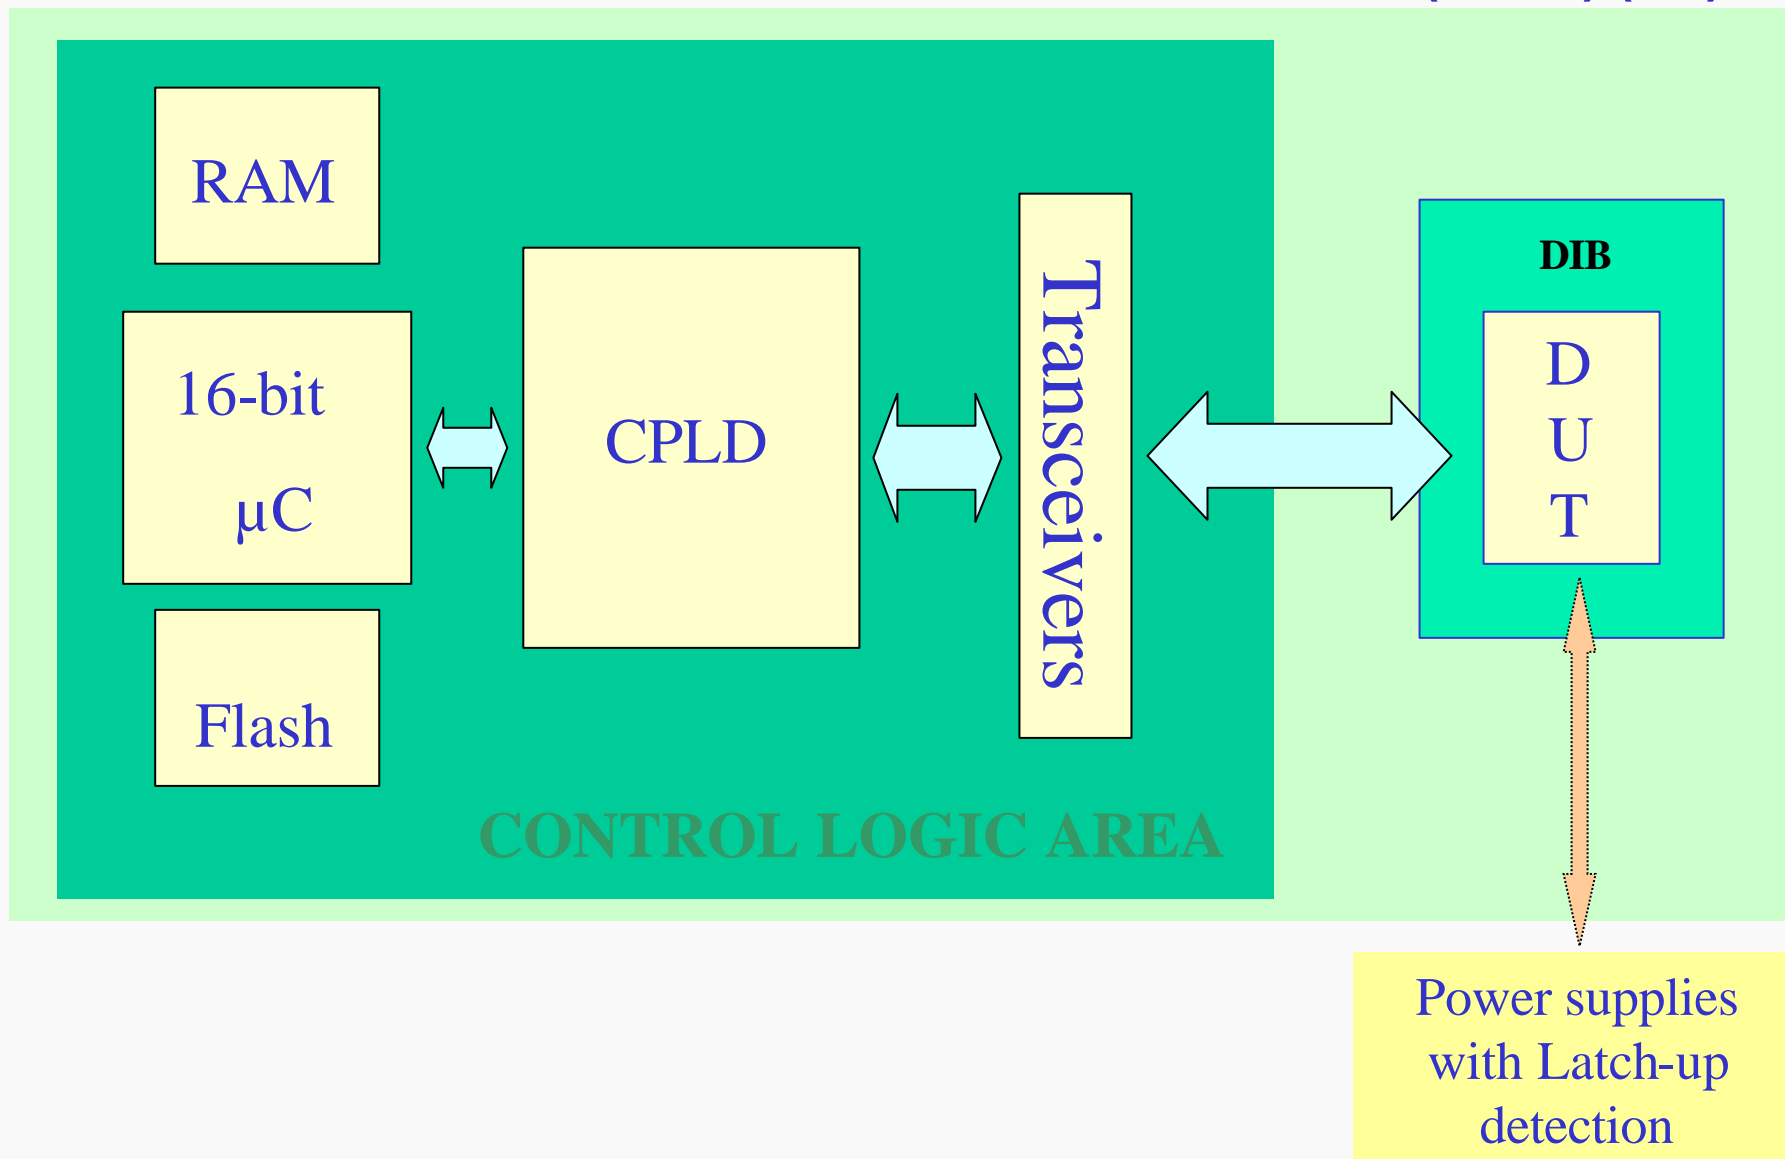 RAM
16-bit
µC
Flash
CPLD
Transceivers
CONTROL LOGIC AREA
DIB
D
U
T
Power supplies
with Latch-up
detection